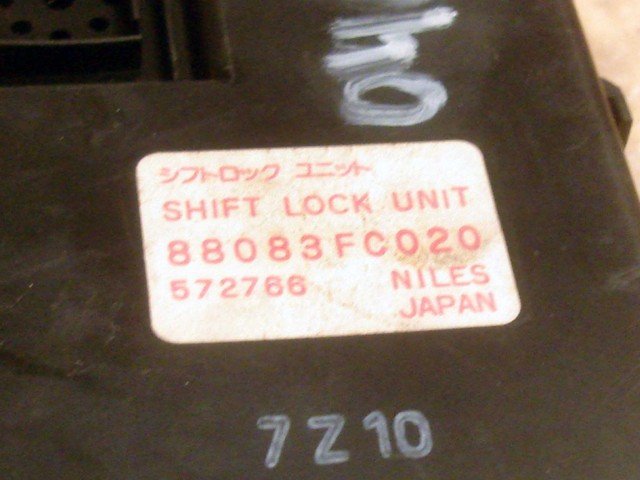 シフトロック ユニット
SHIFT LOCK UNIT
88083FC020
572766 NILES
JAPAN
7Z10